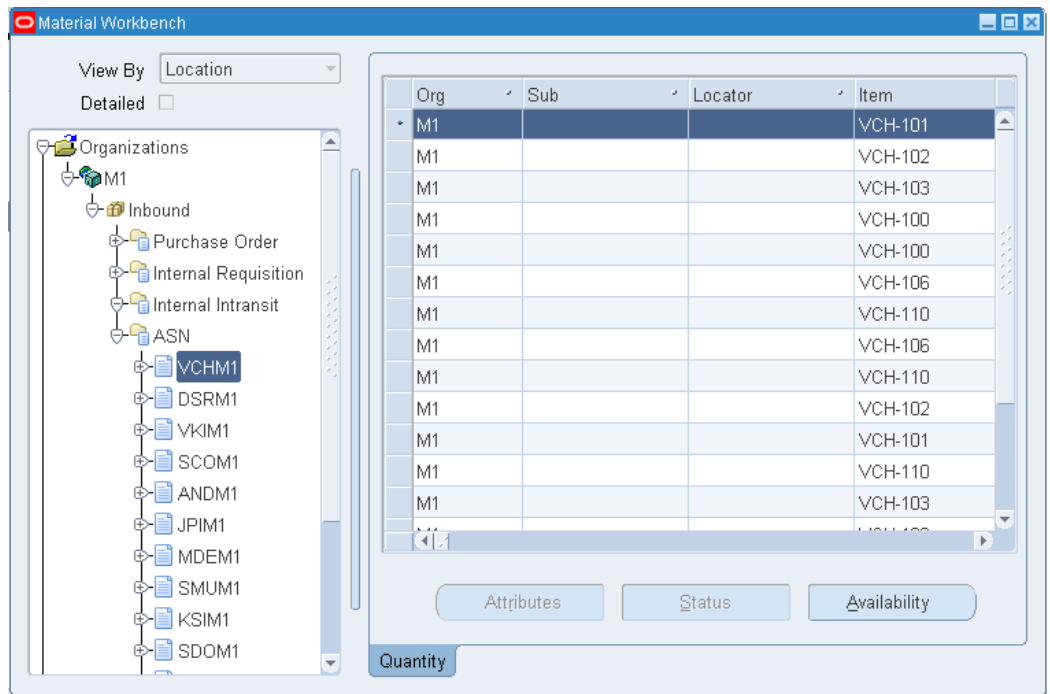 Material Workbench
View By Location
Detailed
Organizations
M1
Inbound
Purchase Order
Internal Requisition
Internal Intransit
ASN
VCHM1
DSRM1
VKIM1
SCOM1
ANDM1
JPIM1
MDEM1
SMUM1
KSIM1
SDOM1
Org Sub Locator Item
M1 VCH-101
M1 VCH-102
M1 VCH-103
M1 VCH-100
M1 VCH-100
M1 VCH-106
M1 VCH-110
M1 VCH-106
M1 VCH-110
M1 VCH-102
M1 VCH-101
M1 VCH-110
M1 VCH-103
Attributes Status Availability
Quantity